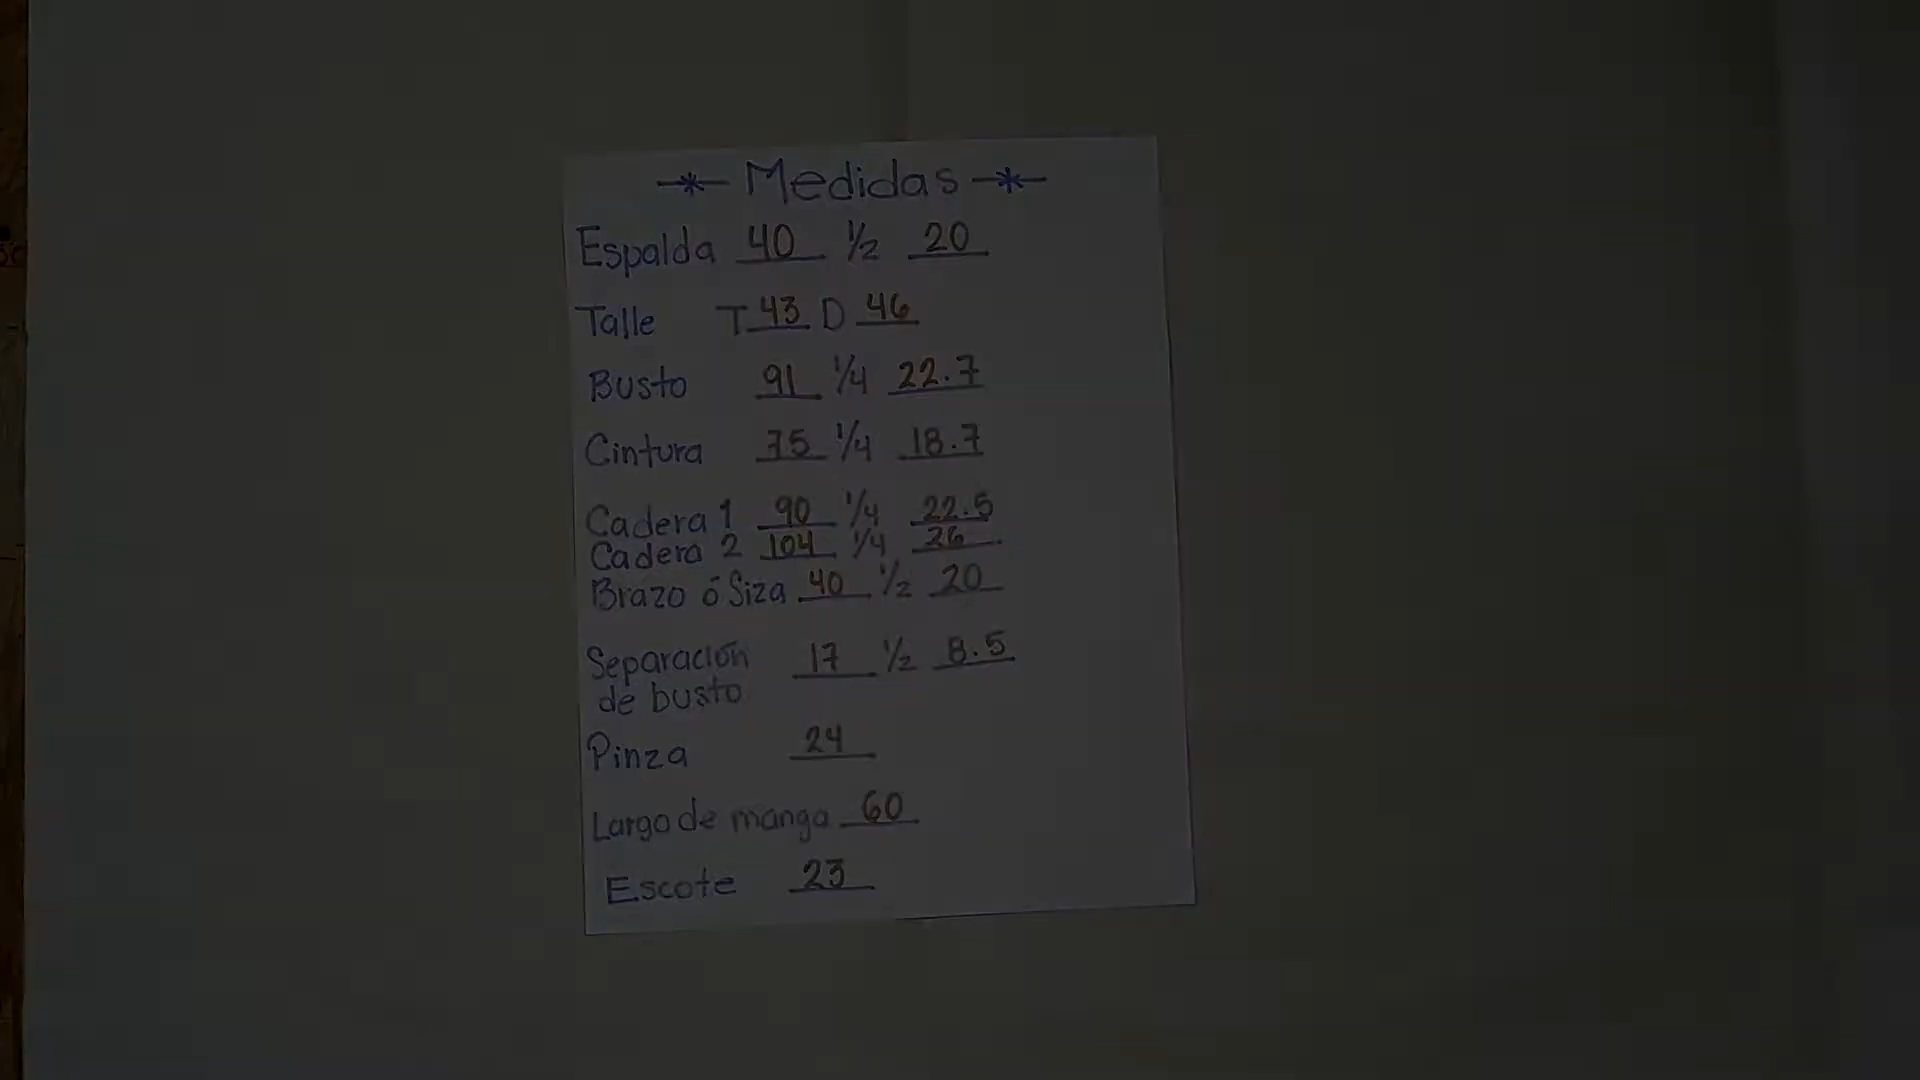 Medidas
Espalda 40 1/2 20
Talle T 43 D 46
Busto 91 1/4 22.7
Cintura 75 1/4 18.7
Cadera 1 90 1/4 22.5
Cadera 2 104 1/4 26
Brazo ó Siza 40 1/2 20
Separación 17 1/2 8.5
de busto
Pinza 24
Largo de manga 60
Escote 23